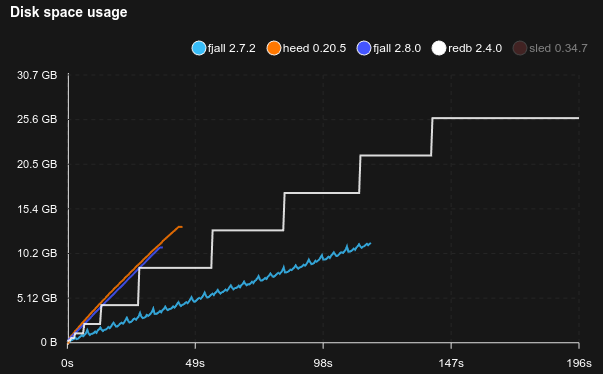 Disk space usage
fjall 2.7.2 heed 0.20.5 fjall 2.8.0 redb 2.4.0 sled 0.34.7
30.7 GB
25.6 GB
20.5 GB
15.4 GB
10.2 GB
5.12 GB
0 B
0s 49s 98s 147s 196s